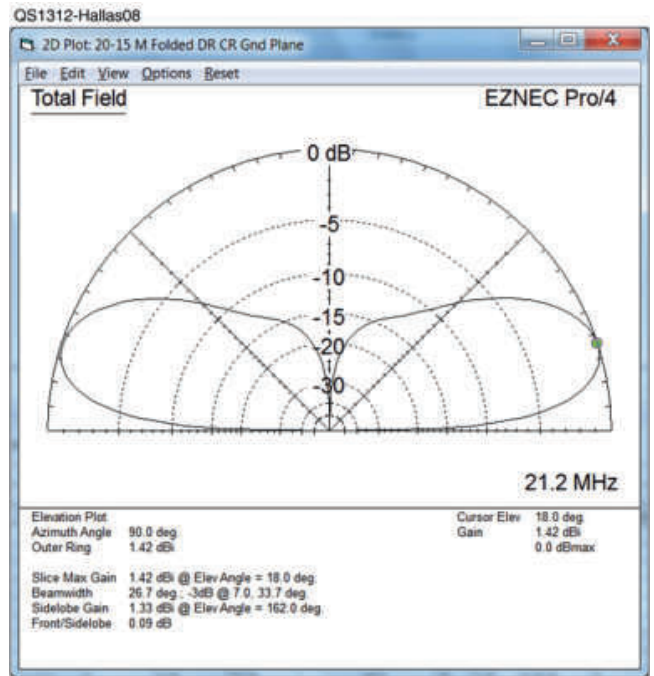 QS1312-Hallas08
2D Plot: 20-15 M Folded DR CR Gnd Plane
File Edit View Options Reset
Total Field EZNEC Pro/4
0 dB
-5
-10
-15
-20
-30
21.2 MHz
Elevation Plot Cursor Elev 18.0 deg.
Azimuth Angle 90.0 deg. Gain 1.42 dBi
Outer Ring 1.42 dBi 0.0 dBmax
Slice Max Gain 1.42 dBi @ Elev Angle = 18.0 deg.
Beamwidth 26.7 deg.; -3dB @ 7.0, 33.7 deg.
Sidelobe Gain 1.33 dBi @ Elev Angle = 162.0 deg.
Front/Sidelobe 0.09 dB